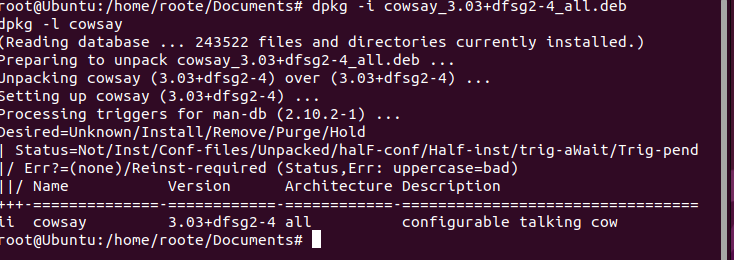 root@Ubuntu:/home/roote/Documents# dpkg -i cowsay_3.03+dfsg2-4_all.deb
dpkg -l cowsay
(Reading database ... 243522 files and directories currently installed.)
Preparing to unpack cowsay_3.03+dfsg2-4_all.deb ...
Unpacking cowsay (3.03+dfsg2-4) over (3.03+dfsg2-4) ...
Setting up cowsay (3.03+dfsg2-4) ...
Processing triggers for man-db (2.10.2-1) ...
Desired=Unknown/Install/Remove/Purge/Hold
| Status=Not/Inst/Conf-files/Unpacked/halF-conf/Half-inst/trig-aWait/Trig-pend
|/ Err?=(none)/Reinst-required (Status,Err: uppercase=bad)
||/ Name           Version      Architecture Description
+++-==============-============-============-=================================
ii  cowsay         3.03+dfsg2-4 all          configurable talking cow
root@Ubuntu:/home/roote/Documents#